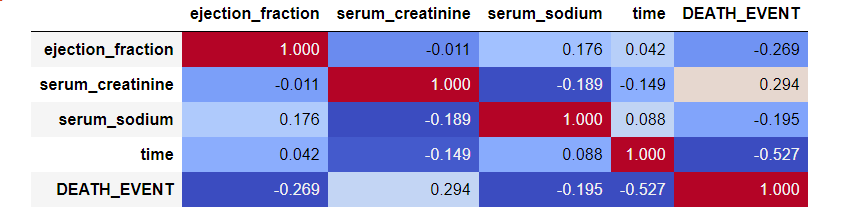 ejection_fraction serum_creatinine serum_sodium time DEATH_EVENT
ejection_fraction 1.000 -0.011 0.176 0.042 -0.269
serum_creatinine -0.011 1.000 -0.189 -0.149 0.294
serum_sodium 0.176 -0.189 1.000 0.088 -0.195
time 0.042 -0.149 0.088 1.000 -0.527
DEATH_EVENT -0.269 0.294 -0.195 -0.527 1.000